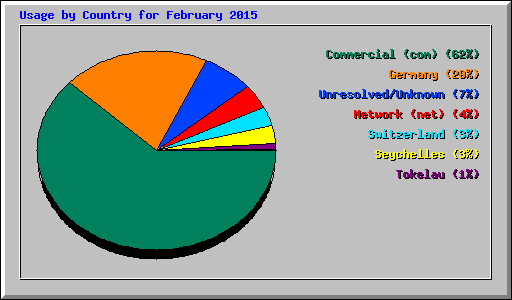 Usage by Country for February 2015
Commercial (com) (62%)
Germany (20%)
Unresolved/Unknown (7%)
Network (net) (4%)
Switzerland (3%)
Seychelles (3%)
Tokelau (1%)